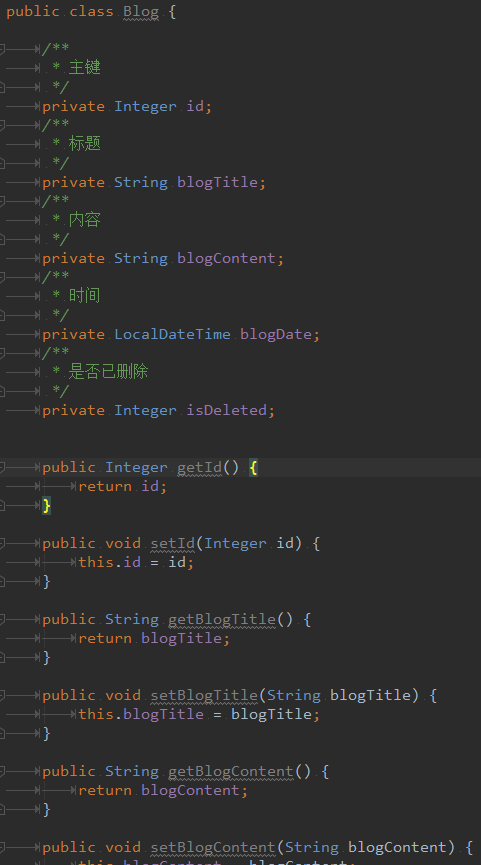 public class Blog {
/**
* 主键
*/
private Integer id;
/**
* 标题
*/
private String blogTitle;
/**
* 内容
*/
private String blogContent;
/**
* 时间
*/
private LocalDateTime blogDate;
/**
* 是否已删除
*/
private Integer isDeleted;
public Integer getId() {
return id;
}
public void setId(Integer id) {
this.id = id;
}
public String getBlogTitle() {
return blogTitle;
}
public void setBlogTitle(String blogTitle) {
this.blogTitle = blogTitle;
}
public String getBlogContent() {
return blogContent;
}
public void setBlogContent(String blogContent) {
this.blogContent = blogContent;